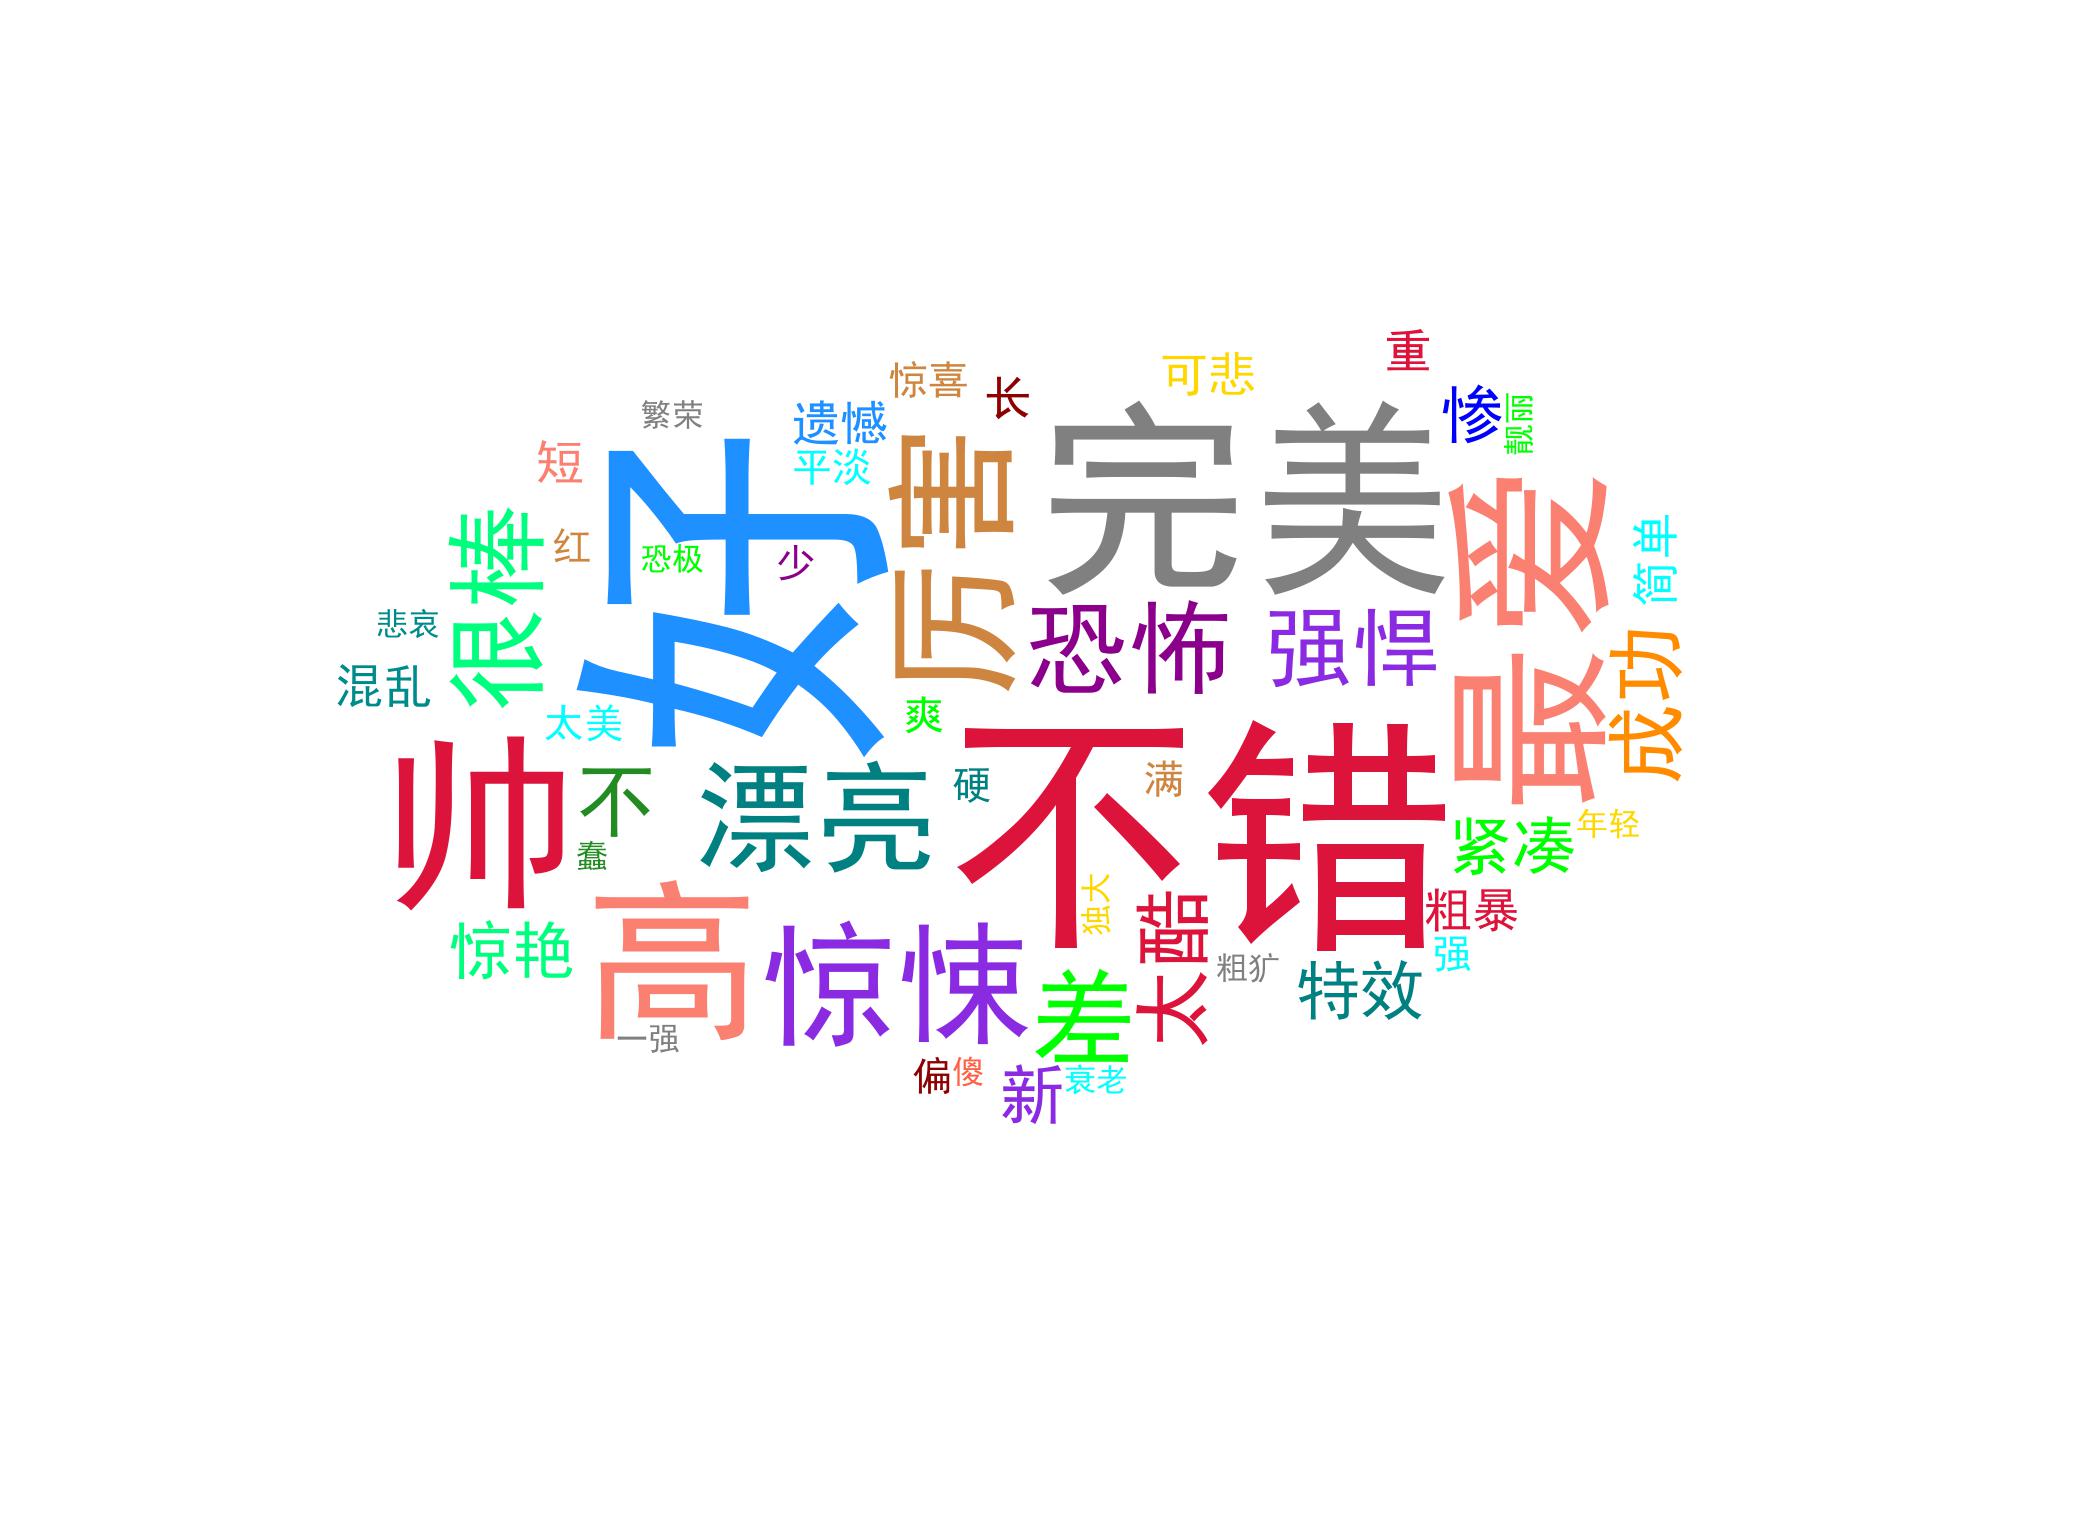 重
可悲
惊喜
长
惨
靓丽
繁荣
遗憾
完美
短
平淡
好
厉害
最爱
很棒
红
恐极
少
简单
悲哀
恐怖
强悍
混乱
成功
太美
爽
不错
帅
不
漂亮
硬
满
年轻
紧凑
蠢
独大
粗暴
高
惊艳
惊悚
太酷
强
粗犷
特效
差
一强
偏
傻
新
衰老